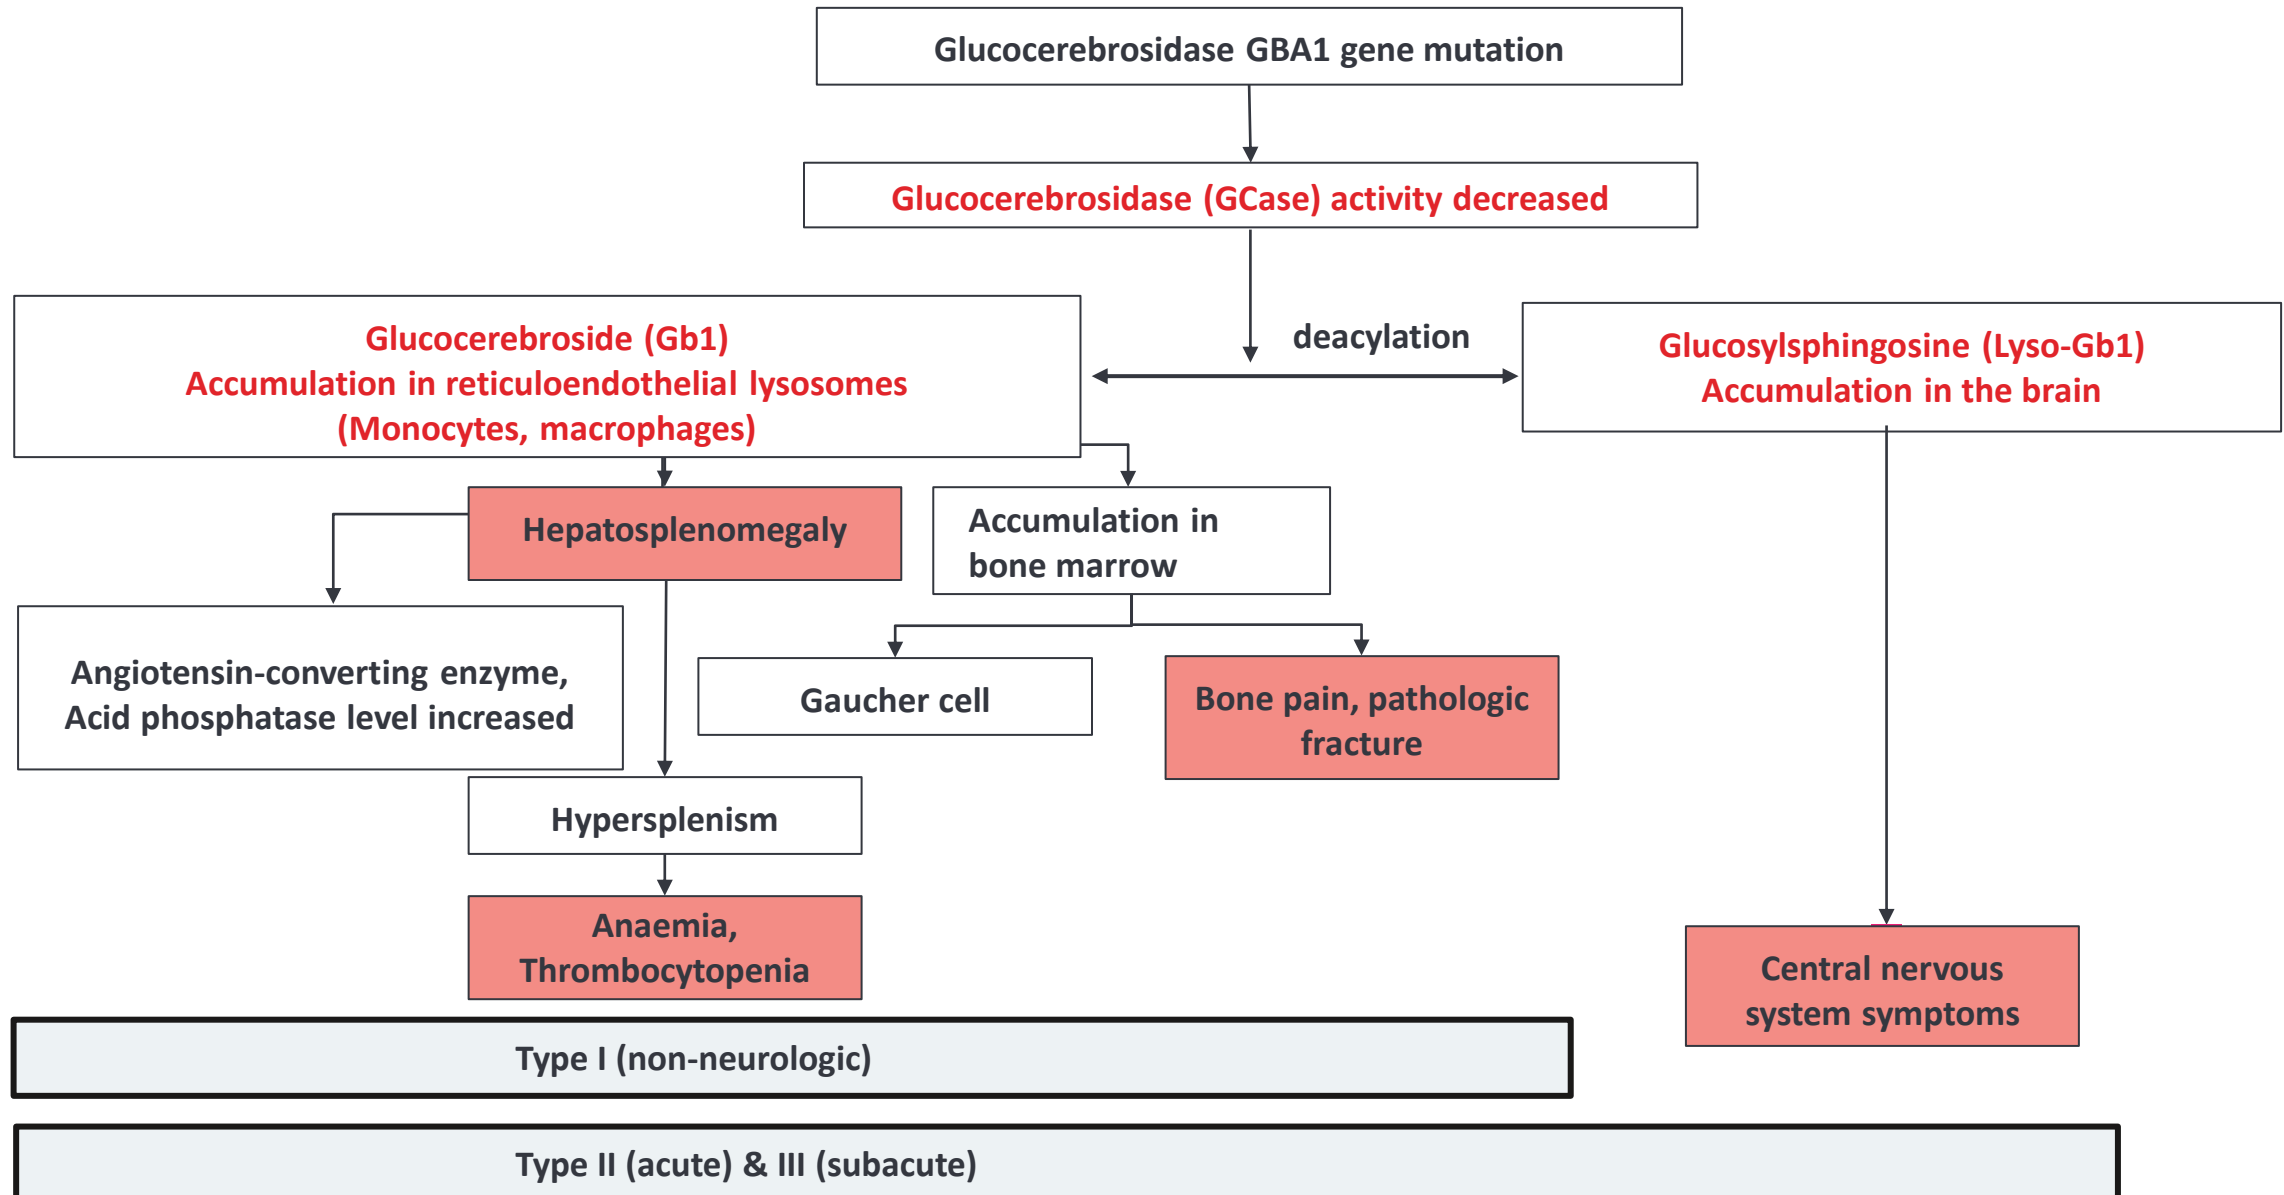 Glucocerebrosidase GBA1 gene mutation
Glucocerebrosidase (GCase) activity decreased
Glucocerebroside (Gb1)
Accumulation in reticuloendothelial lysosomes
(Monocytes, macrophages)
deacylation
Glucosylsphingosine (Lyso-Gb1)
Accumulation in the brain
Hepatosplenomegaly
Accumulation in
bone marrow
Angiotensin-converting enzyme,
Acid phosphatase level increased
Gaucher cell
Bone pain, pathologic
fracture
Hypersplenism
Anaemia,
Thrombocytopenia
Central nervous
system symptoms
Type I (non-neurologic)
Type II (acute) & III (subacute)